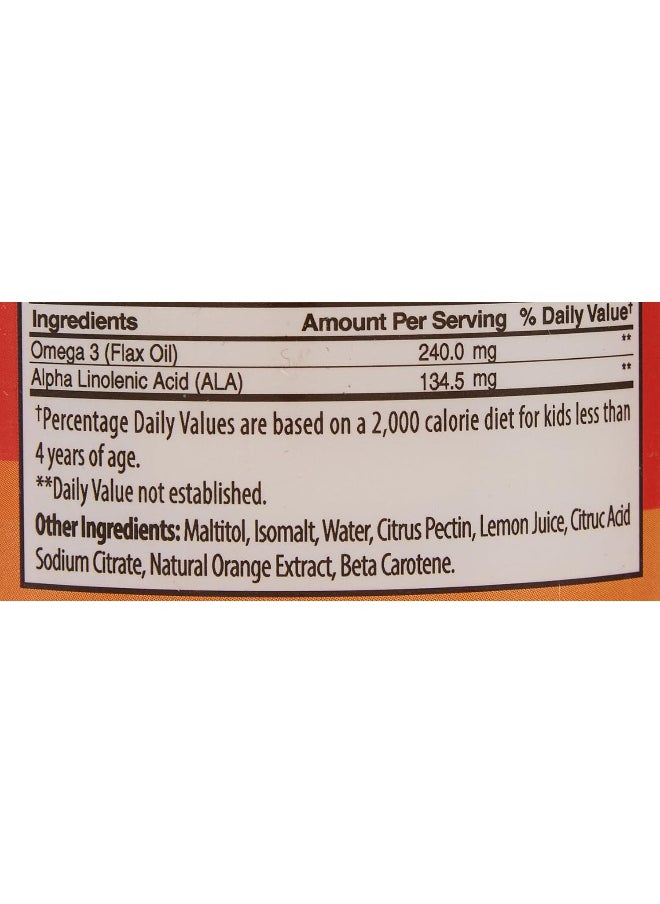 Ingredients Amount Per Serving % Daily Value†
Omega 3 (Flax Oil) 240.0 mg **
Alpha Linolenic Acid (ALA) 134.5 mg **
†Percentage Daily Values are based on a 2,000 calorie diet for kids less than
4 years of age.
**Daily Value not established.
Other Ingredients: Maltitol, Isomalt, Water, Citrus Pectin, Lemon Juice, Citruc Acid
Sodium Citrate, Natural Orange Extract, Beta Carotene.